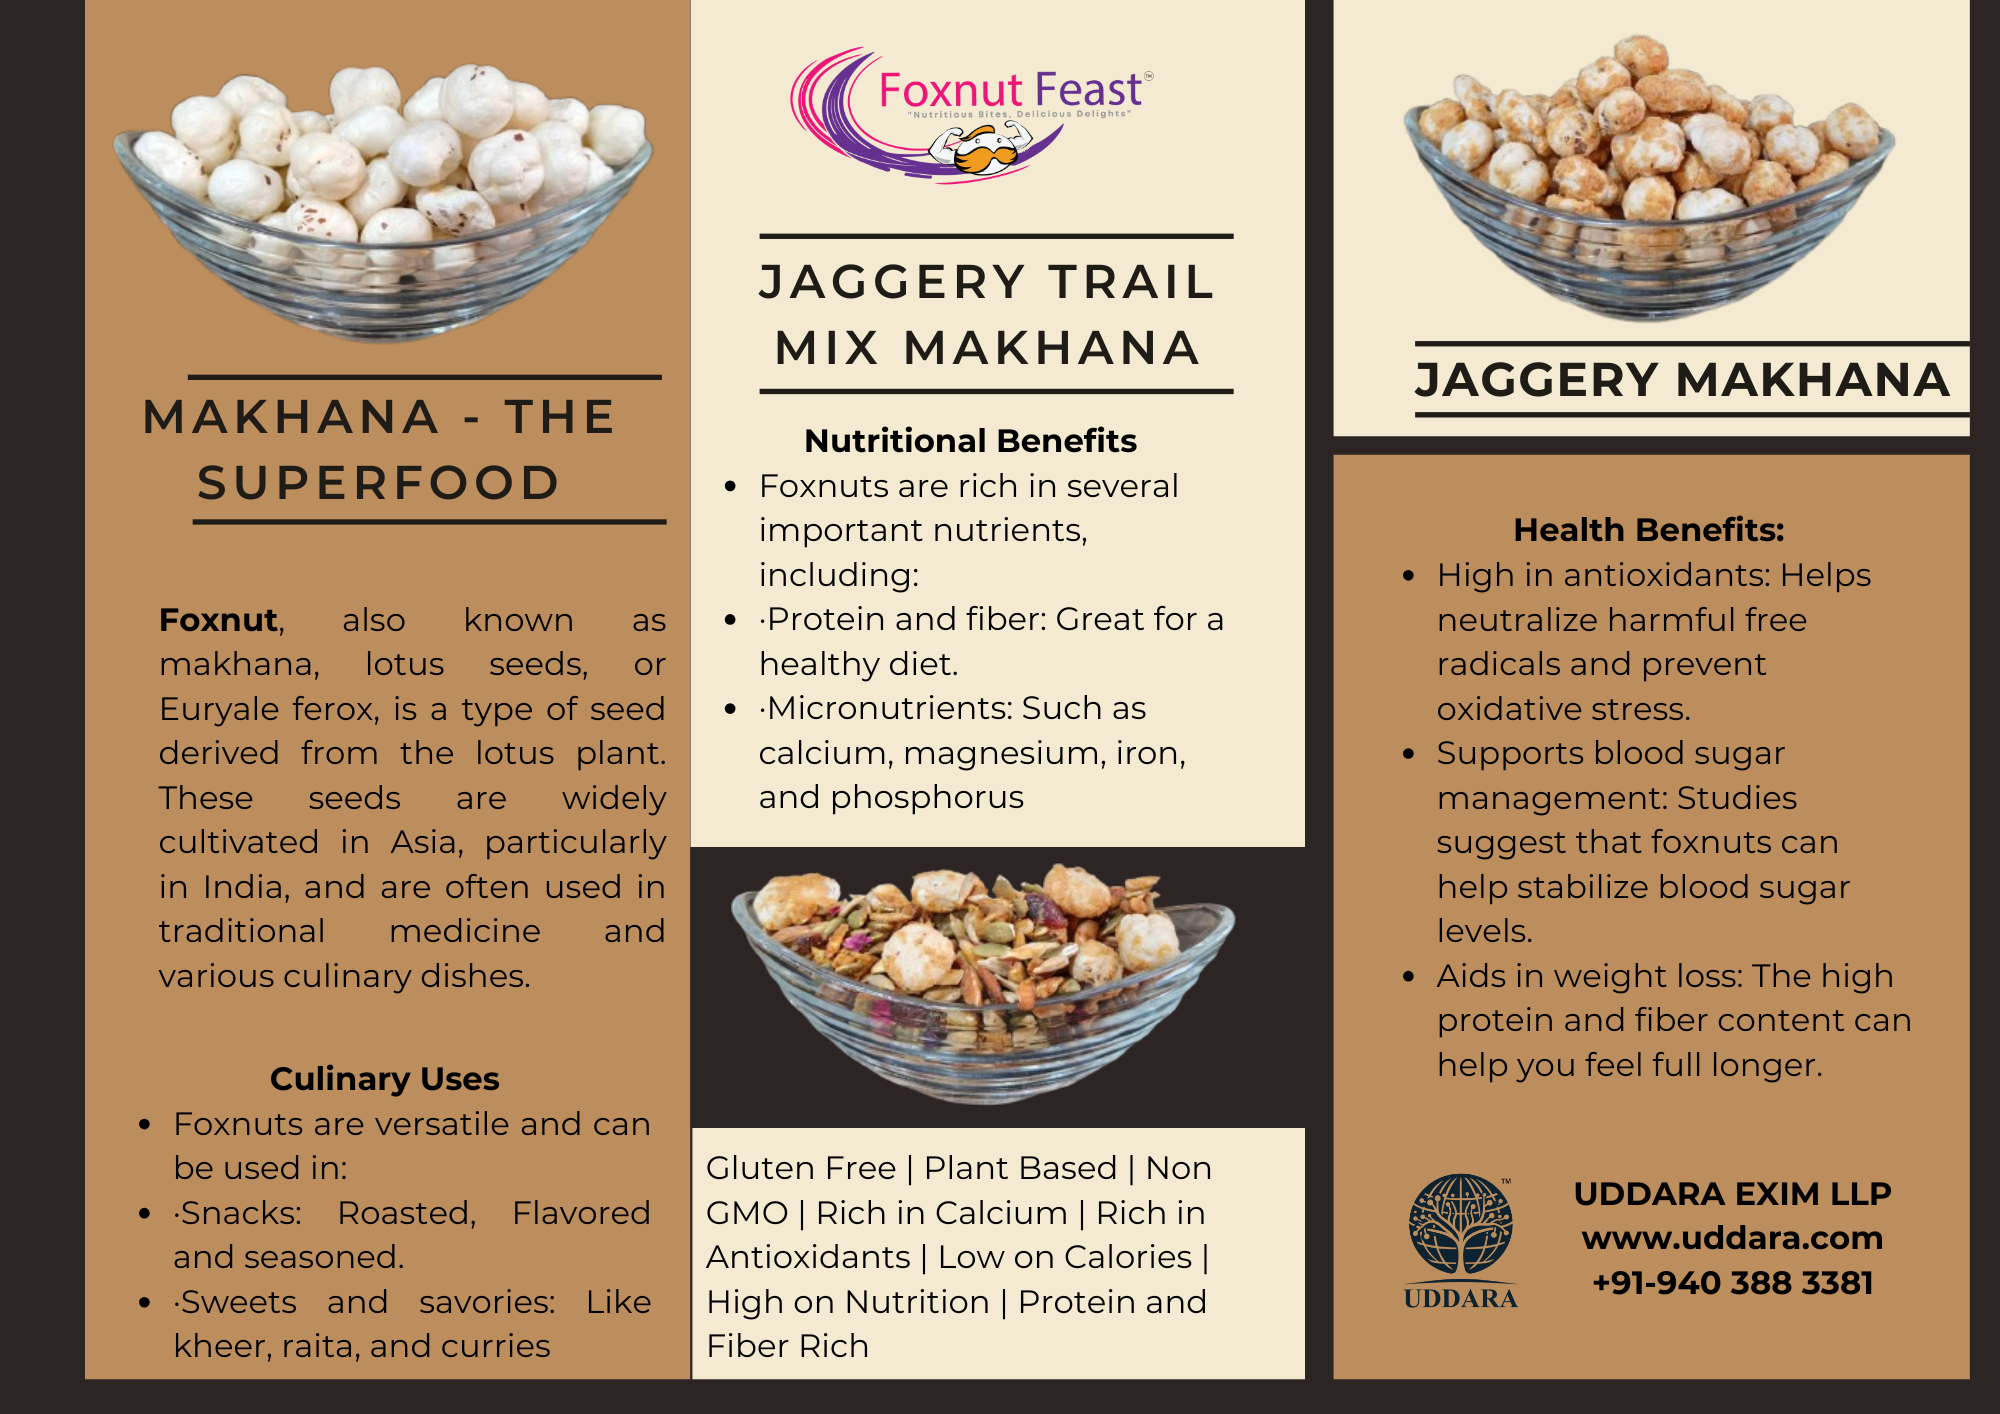 MAKHANA - THE
SUPERFOOD
Foxnut, also known as
makhana, lotus seeds, or
Euryale ferox, is a type of seed
derived from the lotus plant.
These seeds are widely
cultivated in Asia, particularly
in India, and are often used in
traditional medicine and
various culinary dishes.
Culinary Uses
• Foxnuts are versatile and can
be used in:
• ·Snacks: Roasted, Flavored
and seasoned.
• ·Sweets and savories: Like
kheer, raita, and curries
Foxnut Feast™
"Nutritious Bites, Delicious Delights"
JAGGERY TRAIL
MIX MAKHANA
Nutritional Benefits
• Foxnuts are rich in several
important nutrients,
including:
• ·Protein and fiber: Great for a
healthy diet.
• ·Micronutrients: Such as
calcium, magnesium, iron,
and phosphorus
Gluten Free | Plant Based | Non
GMO | Rich in Calcium | Rich in
Antioxidants | Low on Calories |
High on Nutrition | Protein and
Fiber Rich
JAGGERY MAKHANA
Health Benefits:
• High in antioxidants: Helps
neutralize harmful free
radicals and prevent
oxidative stress.
• Supports blood sugar
management: Studies
suggest that foxnuts can
help stabilize blood sugar
levels.
• Aids in weight loss: The high
protein and fiber content can
help you feel full longer.
™
UDDARA
UDDARA EXIM LLP
www.uddara.com
+91-940 388 3381